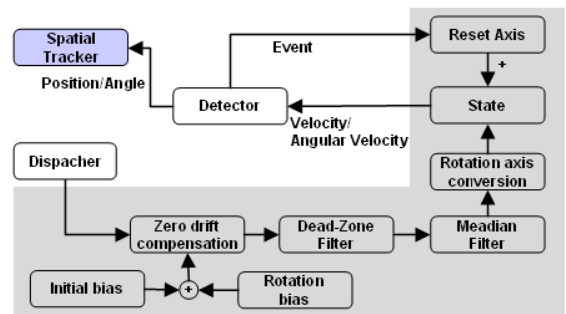 Spatial
Tracker
Position/Angle
Event
Reset Axis
+
Detector
State
Velocity/
Angular Velocity
Dispacher
Rotation axis
conversion
Zero drift
compensation
Dead-Zone
Filter
Meadian
Filter
Initial bias
+
Rotation
bias